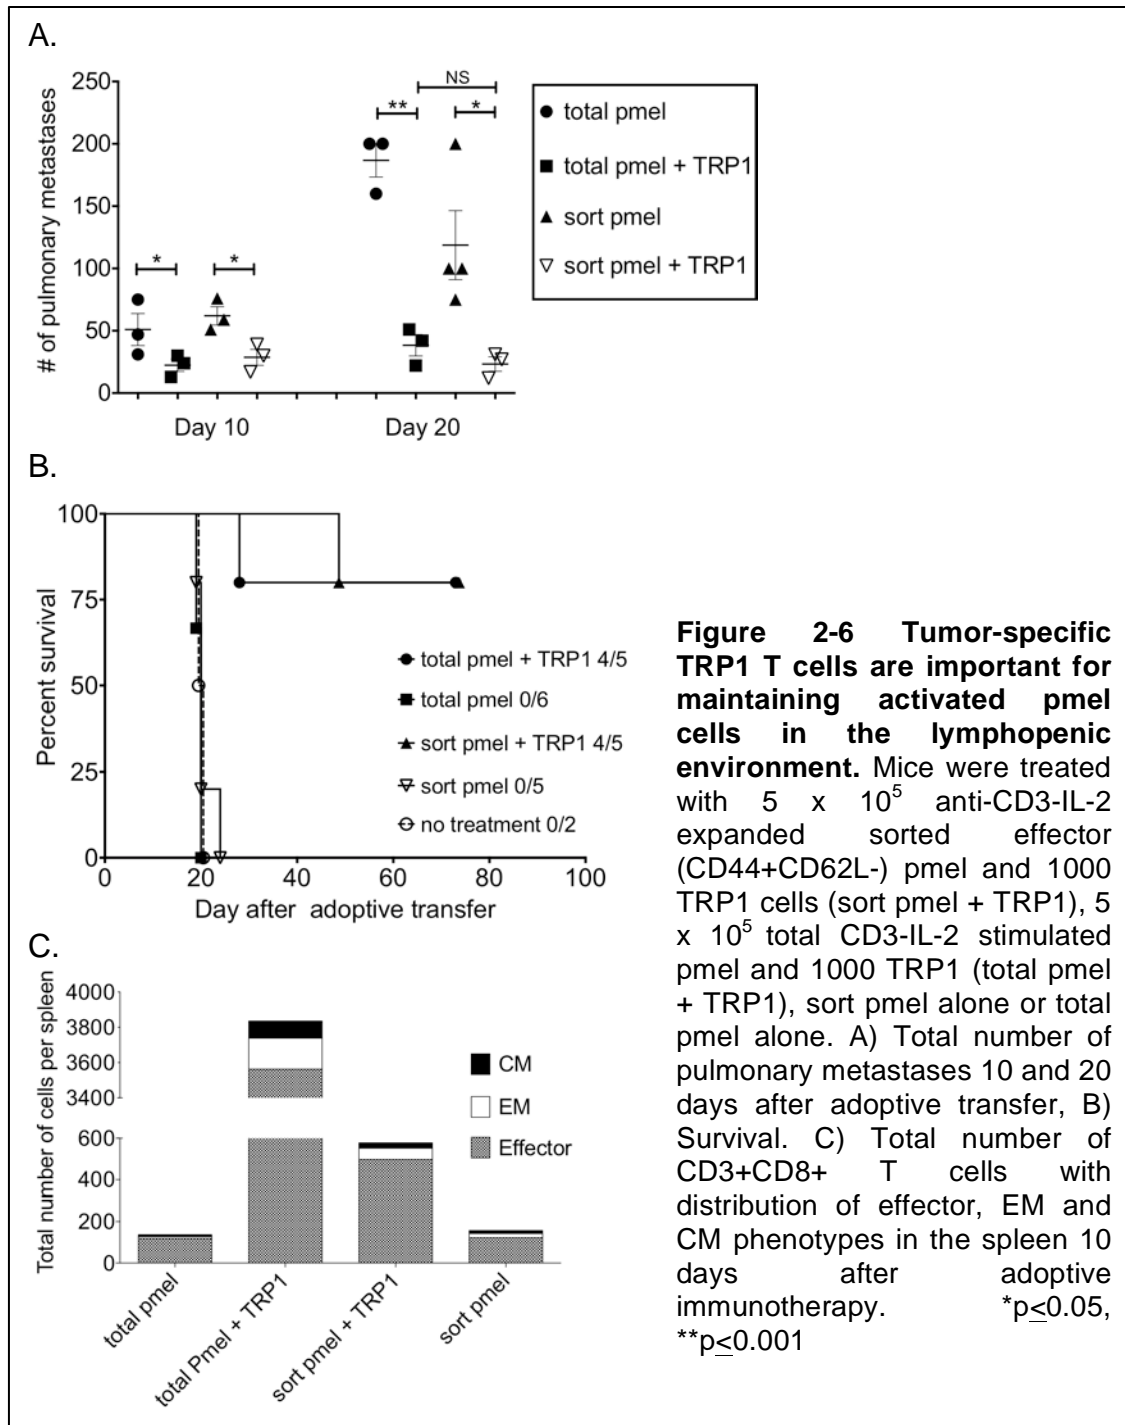 A.
# of pulmonary metastases
250
200
150
100
50
0
*
*
**
*
NS
Day 10
Day 20
total pmel
total pmel + TRP1
sort pmel
sort pmel + TRP1
B.
Percent survival
100
75
50
25
0
0
20
40
60
80
100
Day after adoptive transfer
total pmel + TRP1 4/5
total pmel 0/6
sort pmel + TRP1 4/5
sort pmel 0/5
no treatment 0/2
C.
Total number of cells per spleen
4000
3800
3600
3400
600
400
200
0
CM
EM
Effector
total pmel
total Pmel + TRP1
sort pmel + TRP1
sort pmel
Figure 2-6 Tumor-specific
TRP1 T cells are important for
maintaining activated pmel
cells in the lymphopenic
environment. Mice were treated
with 5 x 10⁵ anti-CD3-IL-2
expanded sorted effector
(CD44+CD62L-) pmel and 1000
TRP1 cells (sort pmel + TRP1), 5
x 10⁵ total CD3-IL-2 stimulated
pmel and 1000 TRP1 (total pmel
+ TRP1), sort pmel alone or total
pmel alone. A) Total number of
pulmonary metastases 10 and 20
days after adoptive transfer, B)
Survival. C) Total number of
CD3+CD8+ T cells with
distribution of effector, EM and
CM phenotypes in the spleen 10
days after adoptive
immunotherapy. *p≤0.05,
**p≤0.001